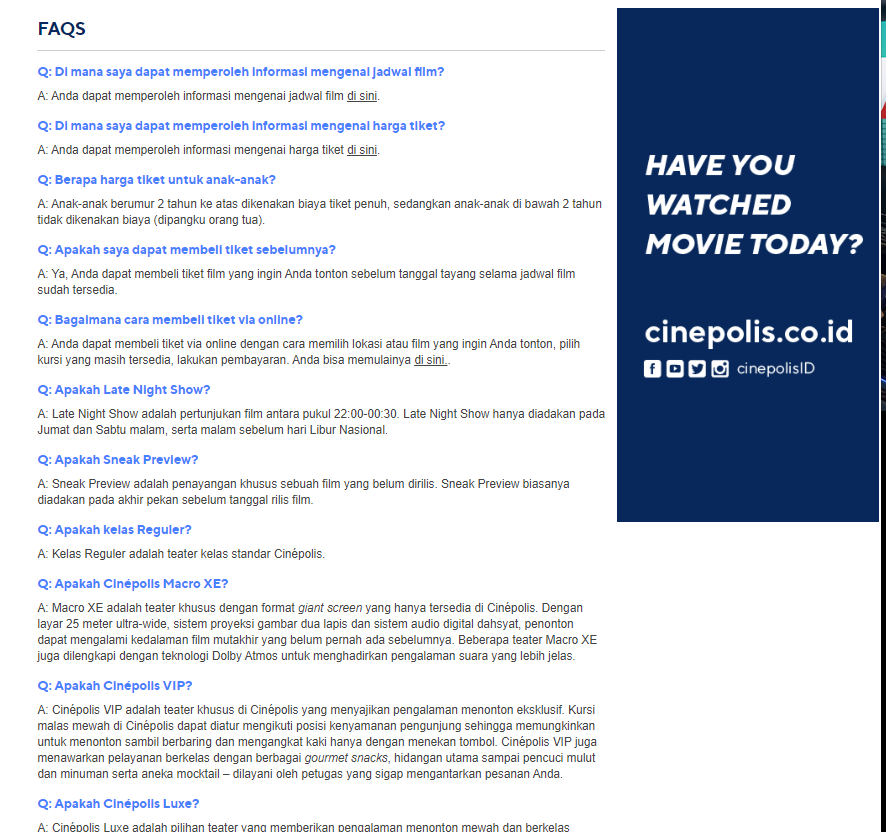 FAQS
Q: Di mana saya dapat memperoleh informasi mengenai jadwal film?
A: Anda dapat memperoleh informasi mengenai jadwal film di sini.
Q: Di mana saya dapat memperoleh informasi mengenai harga tiket?
A: Anda dapat memperoleh informasi mengenai harga tiket di sini.
Q: Berapa harga tiket untuk anak-anak?
A: Anak-anak berumur 2 tahun ke atas dikenakan biaya tiket penuh, sedangkan anak-anak di bawah 2 tahun
tidak dikenakan biaya (dipangku orang tua).
Q: Apakah saya dapat membeli tiket sebelumnya?
A: Ya, Anda dapat membeli tiket film yang ingin Anda tonton sebelum tanggal tayang selama jadwal film
sudah tersedia.
Q: Bagaimana cara membeli tiket via online?
A: Anda dapat membeli tiket via online dengan cara memilih lokasi atau film yang ingin Anda tonton, pilih
kursi yang masih tersedia, lakukan pembayaran. Anda bisa memulainya di sini..
Q: Apakah Late Night Show?
A: Late Night Show adalah pertunjukan film antara pukul 22:00-00:30. Late Night Show hanya diadakan pada
Jumat dan Sabtu malam, serta malam sebelum hari Libur Nasional.
Q: Apakah Sneak Preview?
A: Sneak Preview adalah penayangan khusus sebuah film yang belum dirilis. Sneak Preview biasanya
diadakan pada akhir pekan sebelum tanggal rilis film.
Q: Apakah kelas Reguler?
A: Kelas Reguler adalah teater kelas standar Cinépolis.
Q: Apakah Cinépolis Macro XE?
A: Macro XE adalah teater khusus dengan format giant screen yang hanya tersedia di Cinépolis. Dengan
layar 25 meter ultra-wide, sistem proyeksi gambar dua lapis dan sistem audio digital dahsyat, penonton
dapat mengalami kedalaman film mutakhir yang belum pernah ada sebelumnya. Beberapa teater Macro XE
juga dilengkapi dengan teknologi Dolby Atmos untuk menghadirkan pengalaman suara yang lebih jelas.
Q: Apakah Cinépolis VIP?
A: Cinépolis VIP adalah teater khusus di Cinépolis yang menyajikan pengalaman menonton eksklusif. Kursi
malas mewah di Cinépolis dapat diatur mengikuti posisi kenyamanan pengunjung sehingga memungkinkan
untuk menonton sambil berbaring dan mengangkat kaki hanya dengan menekan tombol. Cinépolis VIP juga
menawarkan pelayanan berkelas dengan berbagai gourmet snacks, hidangan utama sampai pencuci mulut
dan minuman serta aneka mocktail – dilayani oleh petugas yang sigap mengantarkan pesanan Anda.
Q: Apakah Cinépolis Luxe?
A: Cinépolis Luxe adalah pilihan teater yang memberikan pengalaman menonton mewah dan berkelas
HAVE YOU
WATCHED
MOVIE TODAY?
cinepolis.co.id
cinepolisID